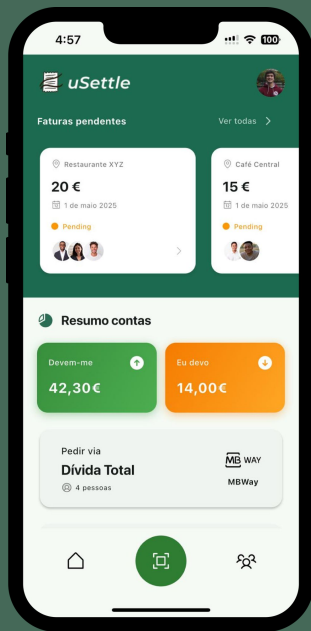 4:57
100
uSettle
Faturas pendentes
Ver todas >
Restaurante XYZ
20 €
1 de maio 2025
Pending
Café Central
15 €
1 de maio 2025
Pending
Resumo contas
Devem-me
42,30€
Eu devo
14,00€
Pedir via
Dívida Total
4 pessoas
MB WAY
MBWay